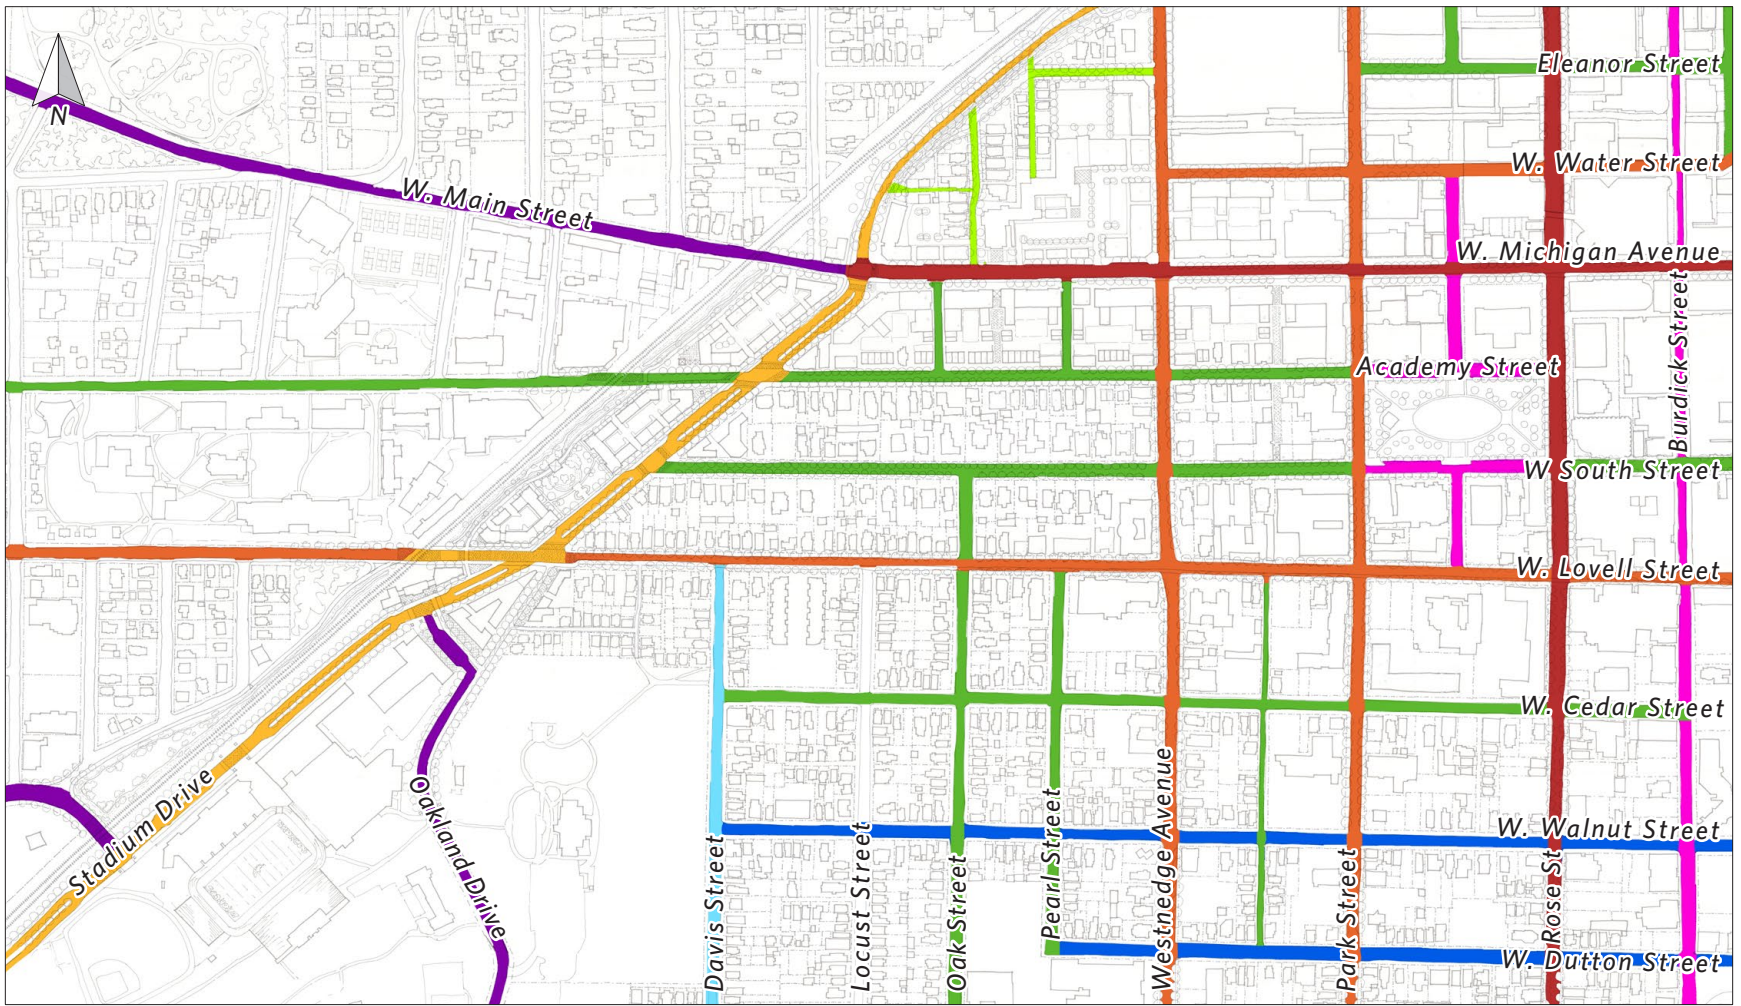 Eleanor Street
N
W. Water Street
W. Main Street
W. Michigan Avenue
Burdick Street
Academy Street
W South Street
W. Lovell Street
W. Cedar Street
Stadium Drive
Oakland Drive
W. Walnut Street
Davis Street
Locust Street
Oak Street
Pearl Street
Westnedge Avenue
Park Street
Rose St
W. Dutton Street